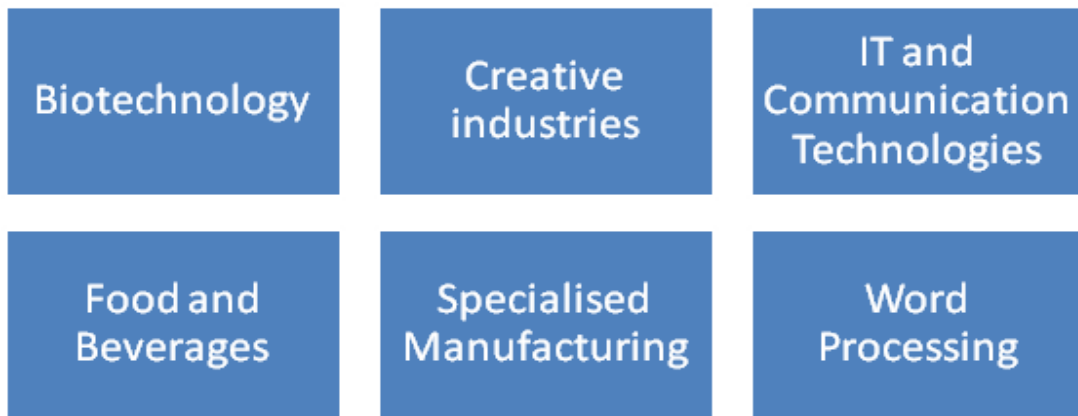 Biotechnology
Creative
industries
IT and
Communication
Technologies
Food and
Beverages
Specialised
Manufacturing
Word
Processing